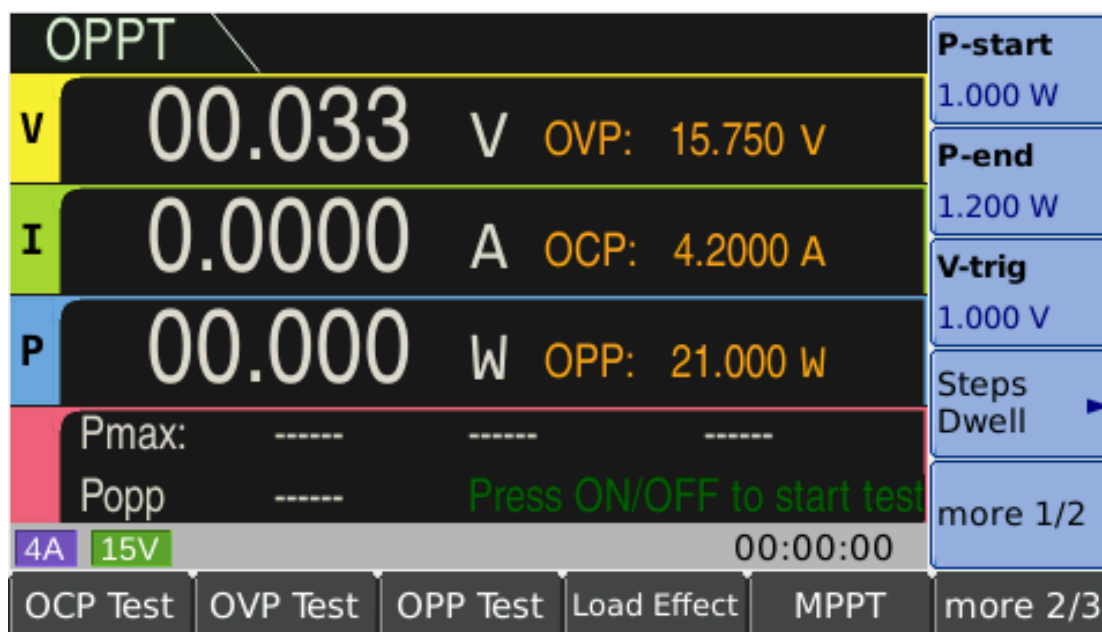 OPPT
V 00.033 V OVP: 15.750 V
I 0.0000 A OCP: 4.2000 A
P 00.000 W OPP: 21.000 W
Pmax: ------ ------ ------
Popp ------ Press ON/OFF to start test
4A 15V 00:00:00
P-start
1.000 W
P-end
1.200 W
V-trig
1.000 V
Steps
Dwell
more 1/2
OCP Test OVP Test OPP Test Load Effect MPPT more 2/3